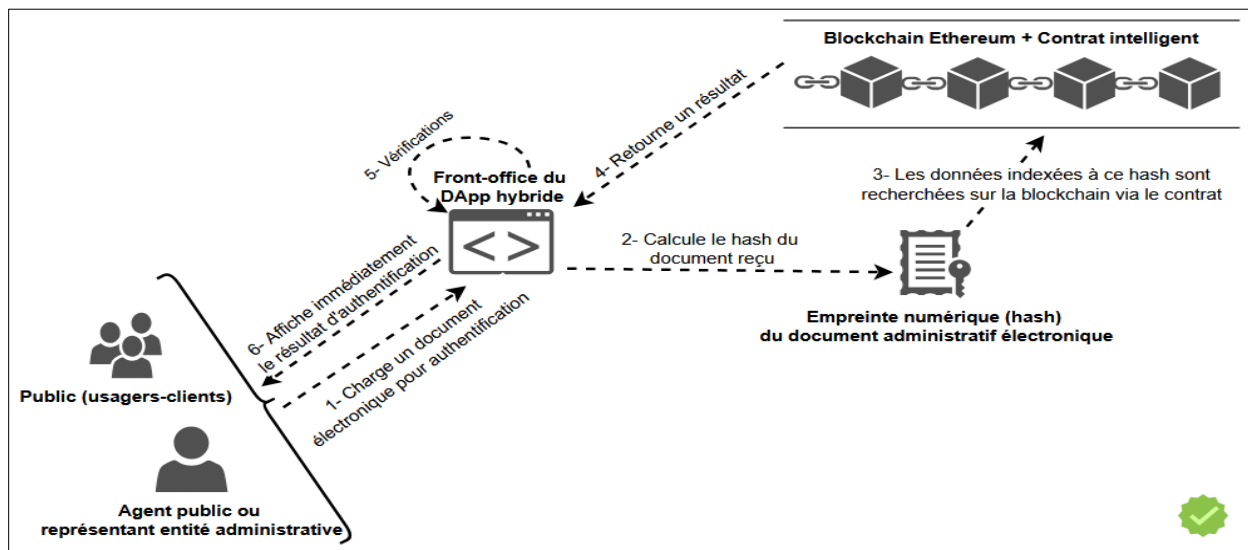 Blockchain Ethereum + Contrat intelligent
5- Vérifications
4- Retourne un résultat
Front-office du
DApp hybride
< >
3- Les données indexées à ce hash sont
recherchées sur la blockchain via le contrat
2- Calcule le hash du
document reçu
6- Affiche immédiatement
le résultat d'authentification
1- Charge un document
électronique pour authentification
Empreinte numérique (hash)
du document administratif électronique
Public (usagers-clients)
Agent public ou
représentant entité administrative